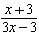 x + 3
3x − 3